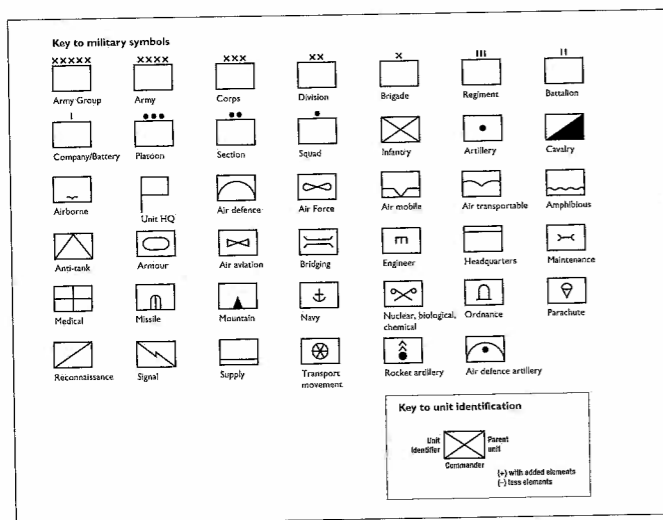 Key to military symbols
XXXXX XXXX XXX XX X III II
Army Group Army Corps Division Brigade Regiment Battalion
I ●●● ●● ●
Company/Battery Platoon Section Squad Infantry Artillery Cavalry
Airborne Unit HQ Air defence Air Force Air mobile Air transportable Amphibious
Anti-tank Armour Air aviation Bridging Engineer Headquarters Maintenance
Medical Missile Mountain Navy Nuclear, biological, Ordnance Parachute
chemical
Reconnaissance Signal Supply Transport Rocket artillery Air defence artillery
movement
Key to unit identification
Unit Parent
Identifier unit
Commander
(+) with added elements
(–) less elements